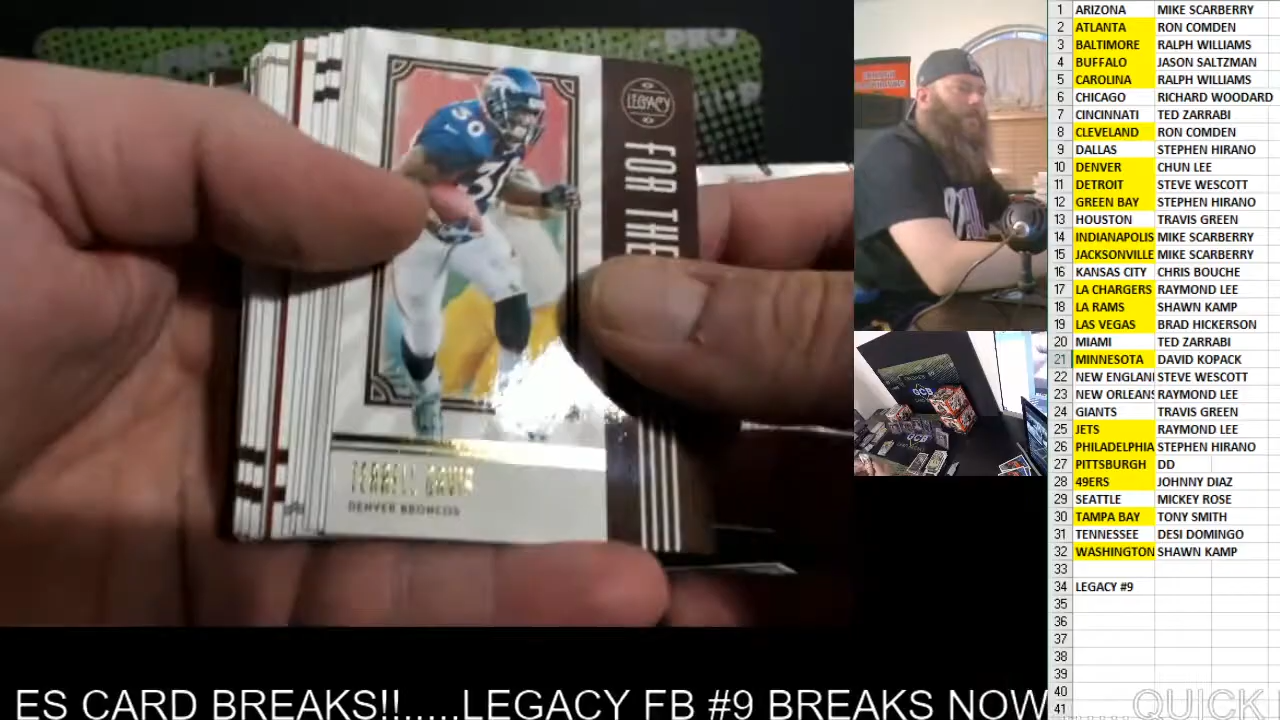 LEGACY
FOR THE
30
TERRELL DAVIS
DENVER BRONCOS
QCB
QCB
1 ARIZONA MIKE SCARBERRY
2 ATLANTA RON COMDEN
3 BALTIMORE RALPH WILLIAMS
4 BUFFALO JASON SALTZMAN
5 CAROLINA RALPH WILLIAMS
6 CHICAGO RICHARD WOODARD
7 CINCINNATI TED ZARRABI
8 CLEVELAND RON COMDEN
9 DALLAS STEPHEN HIRANO
10 DENVER CHUN LEE
11 DETROIT STEVE WESCOTT
12 GREEN BAY STEPHEN HIRANO
13 HOUSTON TRAVIS GREEN
14 INDIANAPOLIS MIKE SCARBERRY
15 JACKSONVILLE MIKE SCARBERRY
16 KANSAS CITY CHRIS BOUCHE
17 LA CHARGERS RAYMOND LEE
18 LA RAMS SHAWN KAMP
19 LAS VEGAS BRAD HICKERSON
20 MIAMI TED ZARRABI
21 MINNESOTA DAVID KOPACK
22 NEW ENGLAN STEVE WESCOTT
23 NEW ORLEANS RAYMOND LEE
24 GIANTS TRAVIS GREEN
25 JETS RAYMOND LEE
26 PHILADELPHIA STEPHEN HIRANO
27 PITTSBURGH DD
28 49ERS JOHNNY DIAZ
29 SEATTLE MICKEY ROSE
30 TAMPA BAY TONY SMITH
31 TENNESSEE DESI DOMINGO
32 WASHINGTON SHAWN KAMP
33
34 LEGACY #9
35
36
37
38
39
40
41
ES CARD BREAKS!!.....LEGACY FB #9 BREAKS NOW
QUICK